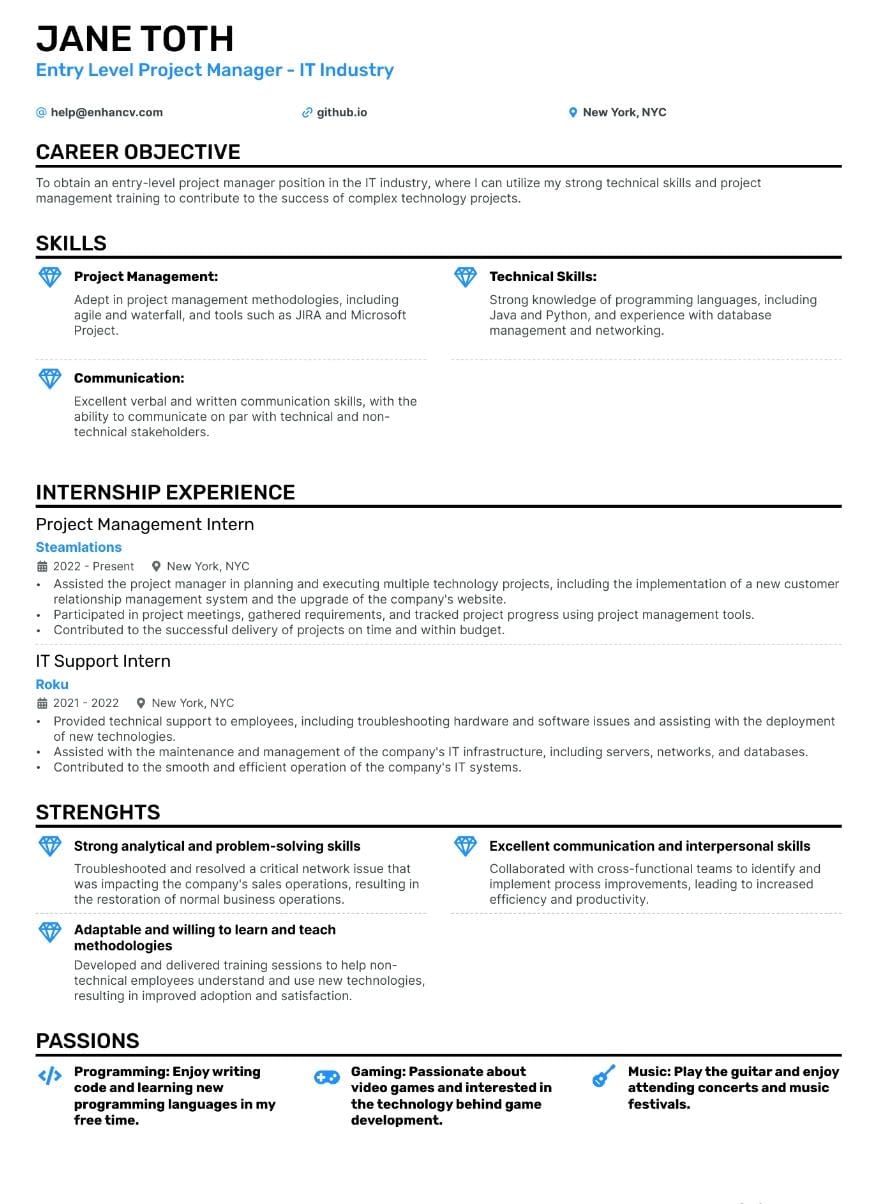 JANE TOTH
Entry Level Project Manager - IT Industry
@ help@enhancv.com github.io New York, NYC
CAREER OBJECTIVE
To obtain an entry-level project manager position in the IT industry, where I can utilize my strong technical skills and project
management training to contribute to the success of complex technology projects.
SKILLS
Project Management:
Adept in project management methodologies, including
agile and waterfall, and tools such as JIRA and Microsoft
Project.
Technical Skills:
Strong knowledge of programming languages, including
Java and Python, and experience with database
management and networking.
Communication:
Excellent verbal and written communication skills, with the
ability to communicate on par with technical and non-
technical stakeholders.
INTERNSHIP EXPERIENCE
Project Management Intern
Steamlations
2022 - Present New York, NYC
• Assisted the project manager in planning and executing multiple technology projects, including the implementation of a new customer
relationship management system and the upgrade of the company's website.
• Participated in project meetings, gathered requirements, and tracked project progress using project management tools.
• Contributed to the successful delivery of projects on time and within budget.
IT Support Intern
Roku
2021 - 2022 New York, NYC
• Provided technical support to employees, including troubleshooting hardware and software issues and assisting with the deployment
of new technologies.
• Assisted with the maintenance and management of the company's IT infrastructure, including servers, networks, and databases.
• Contributed to the smooth and efficient operation of the company's IT systems.
STRENGHTS
Strong analytical and problem-solving skills
Troubleshooted and resolved a critical network issue that
was impacting the company's sales operations, resulting in
the restoration of normal business operations.
Excellent communication and interpersonal skills
Collaborated with cross-functional teams to identify and
implement process improvements, leading to increased
efficiency and productivity.
Adaptable and willing to learn and teach
methodologies
Developed and delivered training sessions to help non-
technical employees understand and use new technologies,
resulting in improved adoption and satisfaction.
PASSIONS
Programming: Enjoy writing
code and learning new
programming languages in my
free time.
Gaming: Passionate about
video games and interested in
the technology behind game
development.
Music: Play the guitar and enjoy
attending concerts and music
festivals.